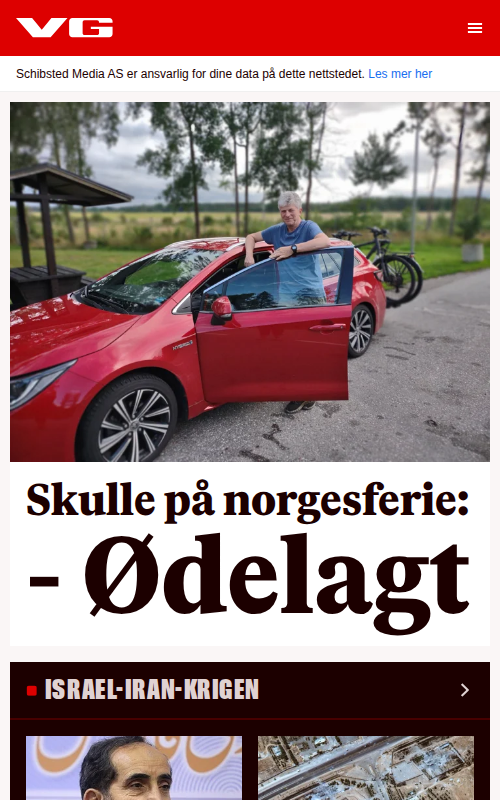 VG
Schibsted Media AS er ansvarlig for dine data på dette nettstedet. Les mer her
Skulle på norgesferie:
- Ødelagt
ISRAEL-IRAN-KRIGEN